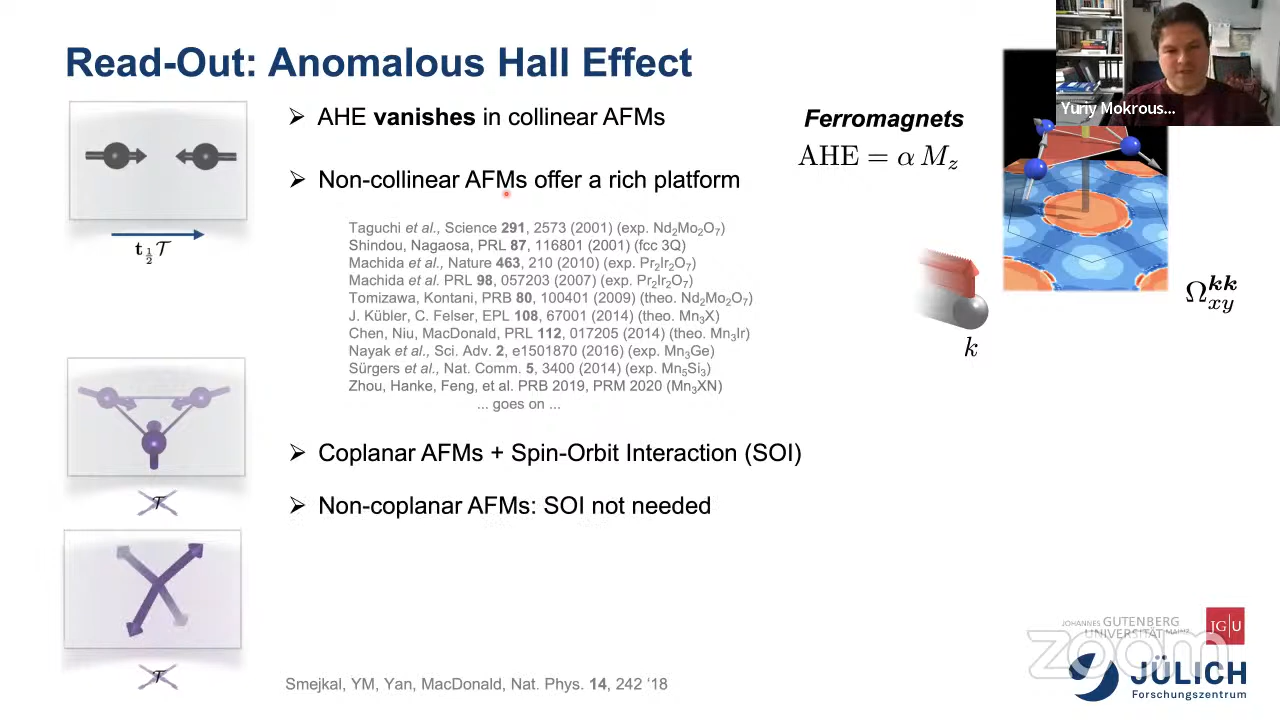 Read-Out: Anomalous Hall Effect
Yuriy Mokrous...
➢ AHE vanishes in collinear AFMs
Ferromagnets
AHE = α M_z
➢ Non-collinear AFMs offer a rich platform
t_½ 𝒯
Taguchi et al., Science 291, 2573 (2001) (exp. Nd₂Mo₂O₇)
Shindou, Nagaosa, PRL 87, 116801 (2001) (fcc 3Q)
Machida et al., Nature 463, 210 (2010) (exp. Pr₂Ir₂O₇)
Machida et al. PRL 98, 057203 (2007) (exp. Pr₂Ir₂O₇)
Tomizawa, Kontani, PRB 80, 100401 (2009) (theo. Nd₂Mo₂O₇)
J. Kübler, C. Felser, EPL 108, 67001 (2014) (theo. Mn₃X)
Chen, Niu, MacDonald, PRL 112, 017205 (2014) (theo. Mn₃Ir)
Nayak et al., Sci. Adv. 2, e1501870 (2016) (exp. Mn₃Ge)
Sürgers et al., Nat. Comm. 5, 3400 (2014) (exp. Mn₅Si₃)
Zhou, Hanke, Feng, et al. PRB 2019, PRM 2020 (Mn₃XN)
... goes on ...
Ω_xy^kk
k
➢ Coplanar AFMs + Spin-Orbit Interaction (SOI)
𝒯
➢ Non-coplanar AFMs: SOI not needed
𝒯
Smejkal, YM, Yan, MacDonald, Nat. Phys. 14, 242 ‘18
JOHANNES GUTENBERG
UNIVERSITÄT MAINZ
JG|U
zoom
JÜLICH
Forschungszentrum